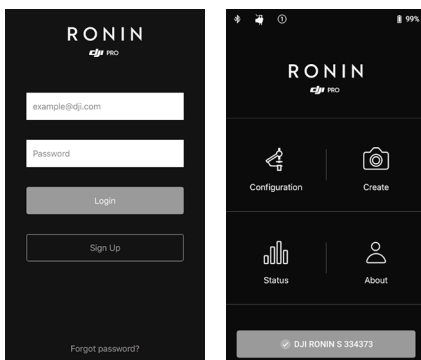 RONIN
dji PRO
example@dji.com
Password
Login
Sign Up
Forgot password?
1 99%
RONIN
dji PRO
Configuration Create
Status About
DJI RONIN S 334373